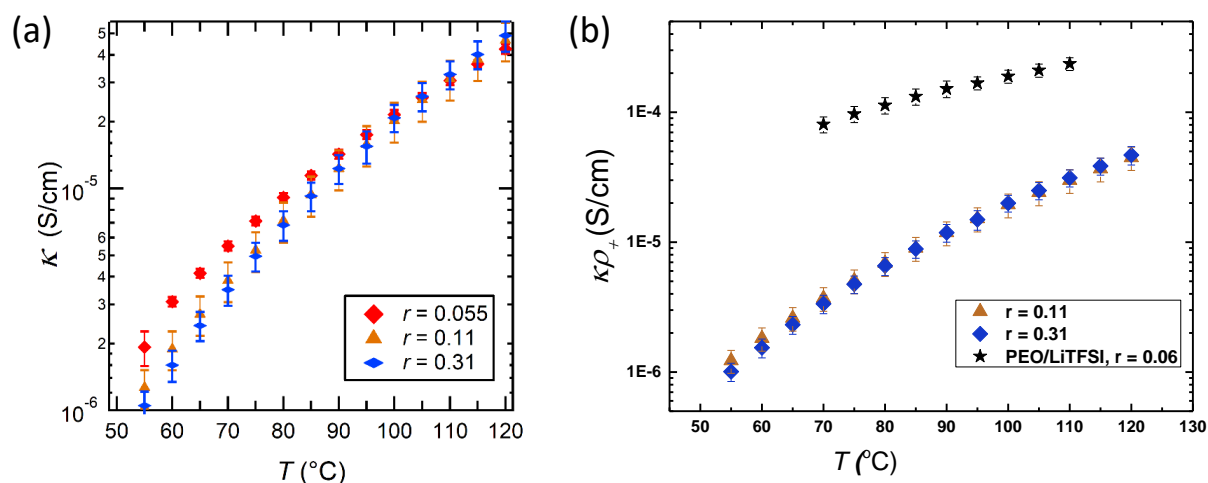 (a)
κ (S/cm)
5
4
3
2
10⁻⁵
6
5
4
3
2
10⁻⁶
50 60 70 80 90 100 110 120
T (°C)
r = 0.055
r = 0.11
r = 0.31
(b)
κρ₊ (S/cm)
1E-4
1E-5
1E-6
50 60 70 80 90 100 110 120 130
T (°C)
r = 0.11
r = 0.31
PEO/LiTFSI, r = 0.06